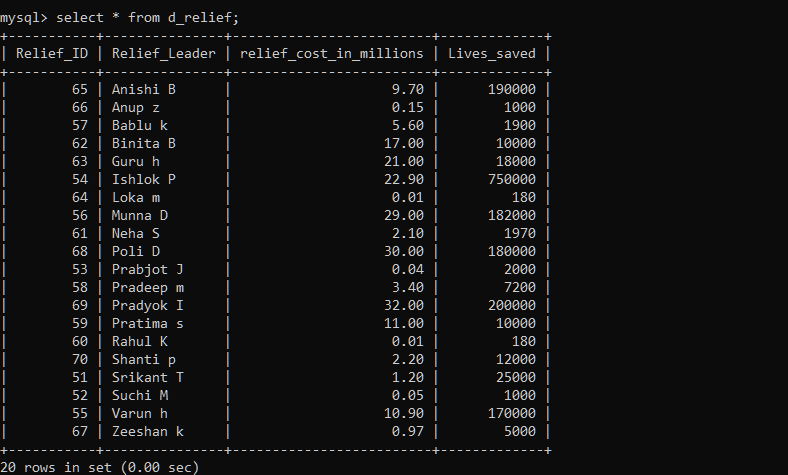 mysql> select * from d_relief;
+-----------+---------------+--------------------------+-------------+
| Relief_ID | Relief_Leader | relief_cost_in_millions | Lives_saved |
+-----------+---------------+--------------------------+-------------+
| 65 | Anishi B | 9.70 | 190000 |
| 66 | Anup z | 0.15 | 1000 |
| 57 | Bablu k | 5.60 | 1900 |
| 62 | Binita B | 17.00 | 10000 |
| 63 | Guru h | 21.00 | 18000 |
| 54 | Ishlok P | 22.90 | 750000 |
| 64 | Loka m | 0.01 | 180 |
| 56 | Munna D | 29.00 | 182000 |
| 61 | Neha S | 2.10 | 1970 |
| 68 | Poli D | 30.00 | 180000 |
| 53 | Prabjot J | 0.04 | 2000 |
| 58 | Pradeep m | 3.40 | 7200 |
| 69 | Pradyok I | 32.00 | 200000 |
| 59 | Pratima s | 11.00 | 10000 |
| 60 | Rahul K | 0.01 | 180 |
| 70 | Shanti p | 2.20 | 12000 |
| 51 | Srikant T | 1.20 | 25000 |
| 52 | Suchi M | 0.05 | 1000 |
| 55 | Varun h | 10.90 | 170000 |
| 67 | Zeeshan k | 0.97 | 5000 |
+-----------+---------------+--------------------------+-------------+
20 rows in set (0.00 sec)